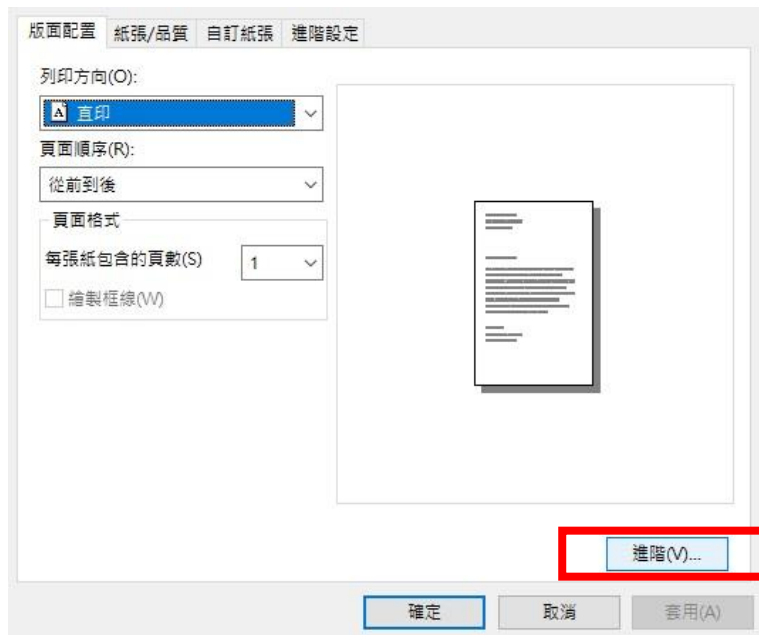 版面配置 紙張/品質 自訂紙張 進階設定
列印方向(O):
A 直印
頁面順序(R):
從前到後
頁面格式
每張紙包含的頁數(S) 1
繪製框線(W)
進階(V)...
確定 取消 套用(A)